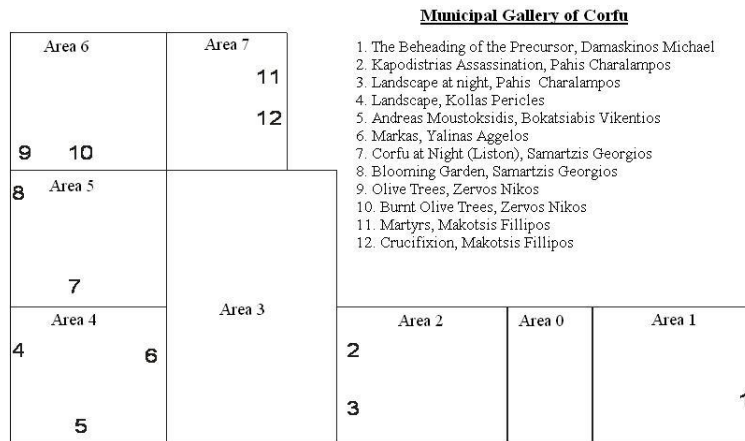 Municipal Gallery of Corfu
1. The Beheading of the Precursor, Damaskinos Michael
2. Kapodistrias Assassination, Pahis Charalampos
3. Landscape at night, Pahis Charalampos
4. Landscape, Kollas Pericles
5. Andreas Moustoksidis, Bokatsiabis Vikentios
6. Markas, Yalinas Aggelos
7. Corfu at Night (Liston), Samartzis Georgios
8. Blooming Garden, Samartzis Georgios
9. Olive Trees, Zervos Nikos
10. Burnt Olive Trees, Zervos Nikos
11. Martyrs, Makotsis Fillipos
12. Crucifixion, Makotsis Fillipos
Area 6
Area 7
11
12
9 10
Area 5
8
7
Area 3
Area 4
4
6
5
Area 2
Area 0
Area 1
2
3
1